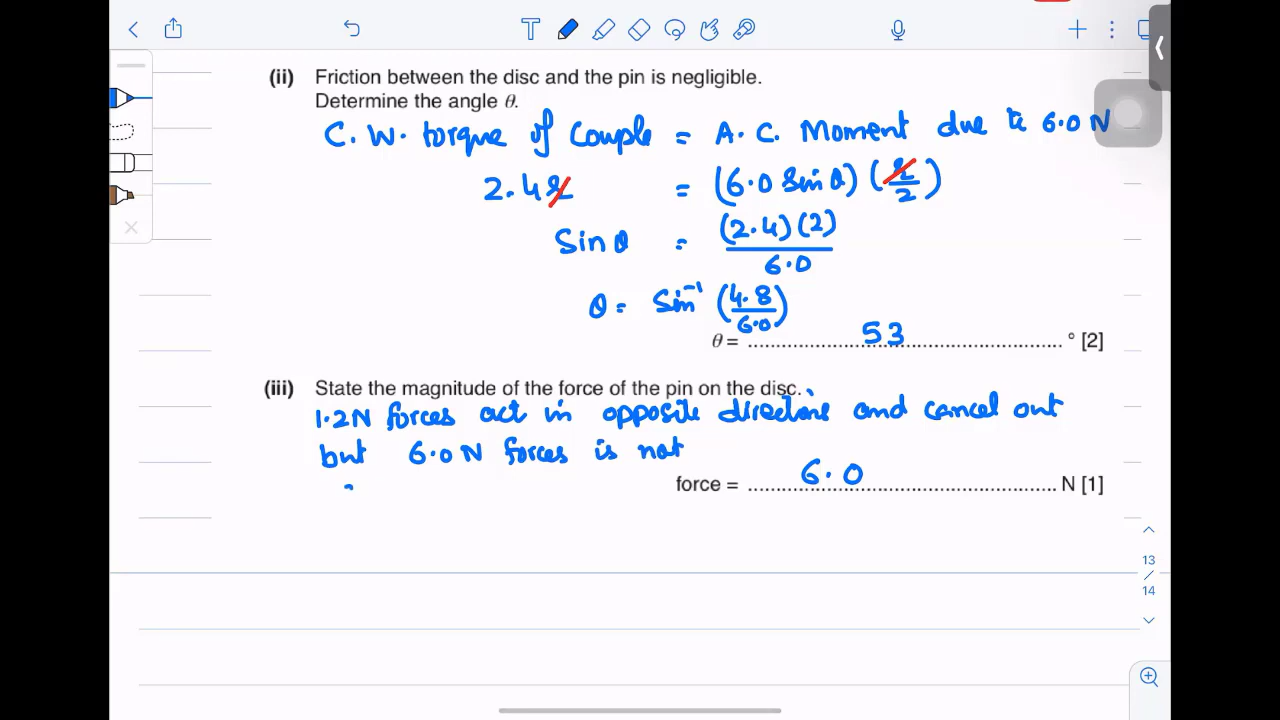 (ii) Friction between the disc and the pin is negligible.
Determine the angle θ.
C. W. torque of Couple = A. C. Moment due to 6.0 N
2.4r = (6.0 sin θ) (r/2)
Sin θ = (2.4)(2)/6.0
θ = Sin⁻¹ (4.8/6.0)
θ = 53 ° [2]
(iii) State the magnitude of the force of the pin on the disc.
1.2N forces act in opposite directions and cancel out
but 6.0N forces is not
force = 6.0 N [1]
13
14